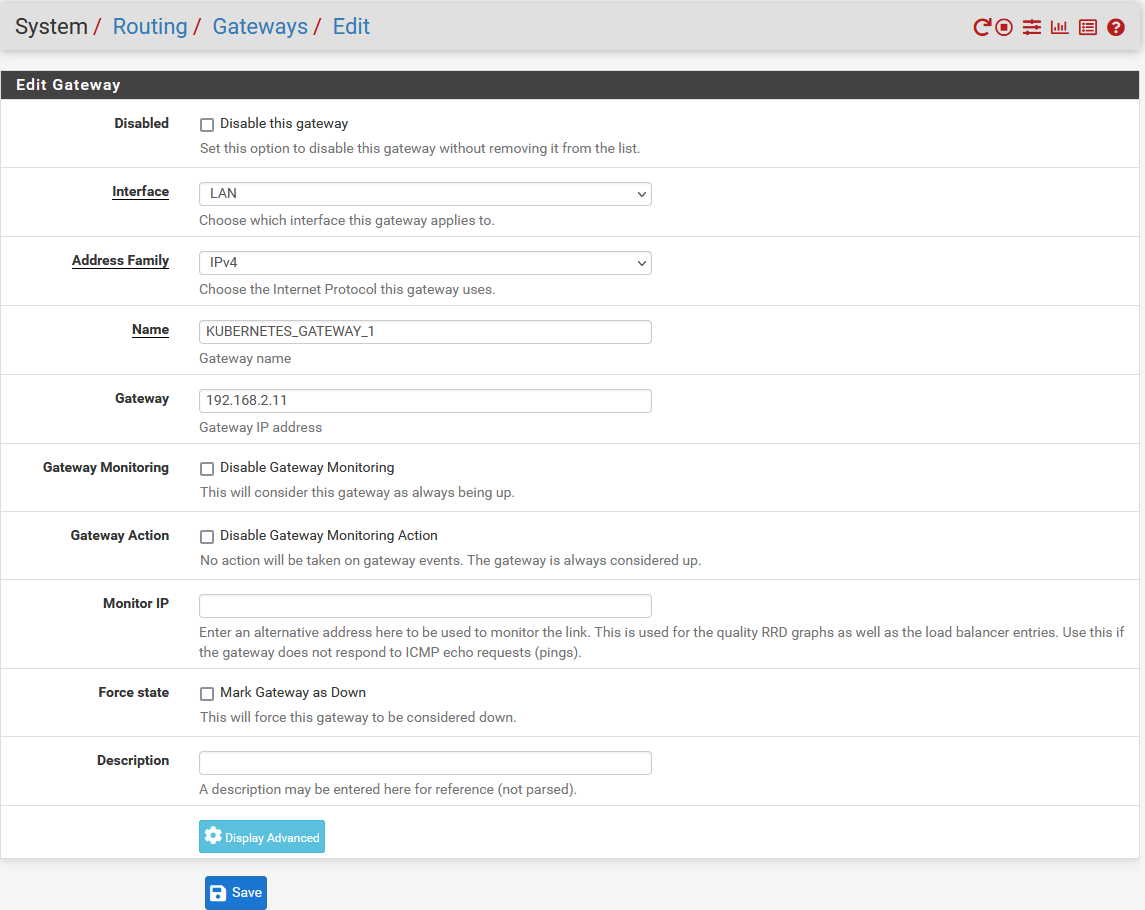 System / Routing / Gateways / Edit
Edit Gateway
Disabled
Disable this gateway
Set this option to disable this gateway without removing it from the list.
Interface
LAN
Choose which interface this gateway applies to.
Address Family
IPv4
Choose the Internet Protocol this gateway uses.
Name
KUBERNETES_GATEWAY_1
Gateway name
Gateway
192.168.2.11
Gateway IP address
Gateway Monitoring
Disable Gateway Monitoring
This will consider this gateway as always being up.
Gateway Action
Disable Gateway Monitoring Action
No action will be taken on gateway events. The gateway is always considered up.
Monitor IP
Enter an alternative address here to be used to monitor the link. This is used for the quality RRD graphs as well as the load balancer entries. Use this if
the gateway does not respond to ICMP echo requests (pings).
Force state
Mark Gateway as Down
This will force this gateway to be considered down.
Description
A description may be entered here for reference (not parsed).
Display Advanced
Save